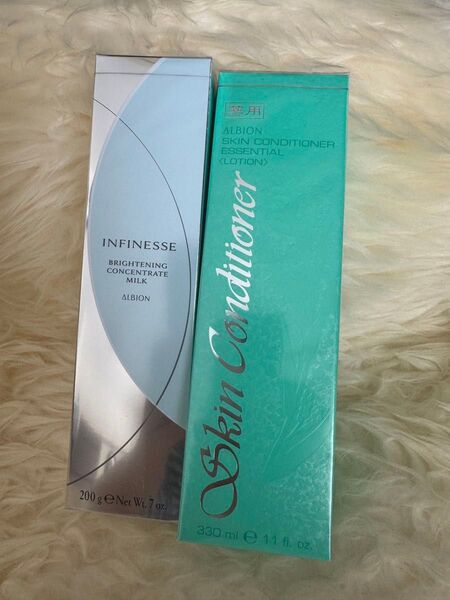 INFINESSE
BRIGHTENING
CONCENTRATE
MILK
ALBION
200 g e Net Wt. 7 oz.
薬用
ALBION
SKIN CONDITIONER
ESSENTIAL
<LOTION>
Skin Conditioner
330 ml e 11 fl. oz.